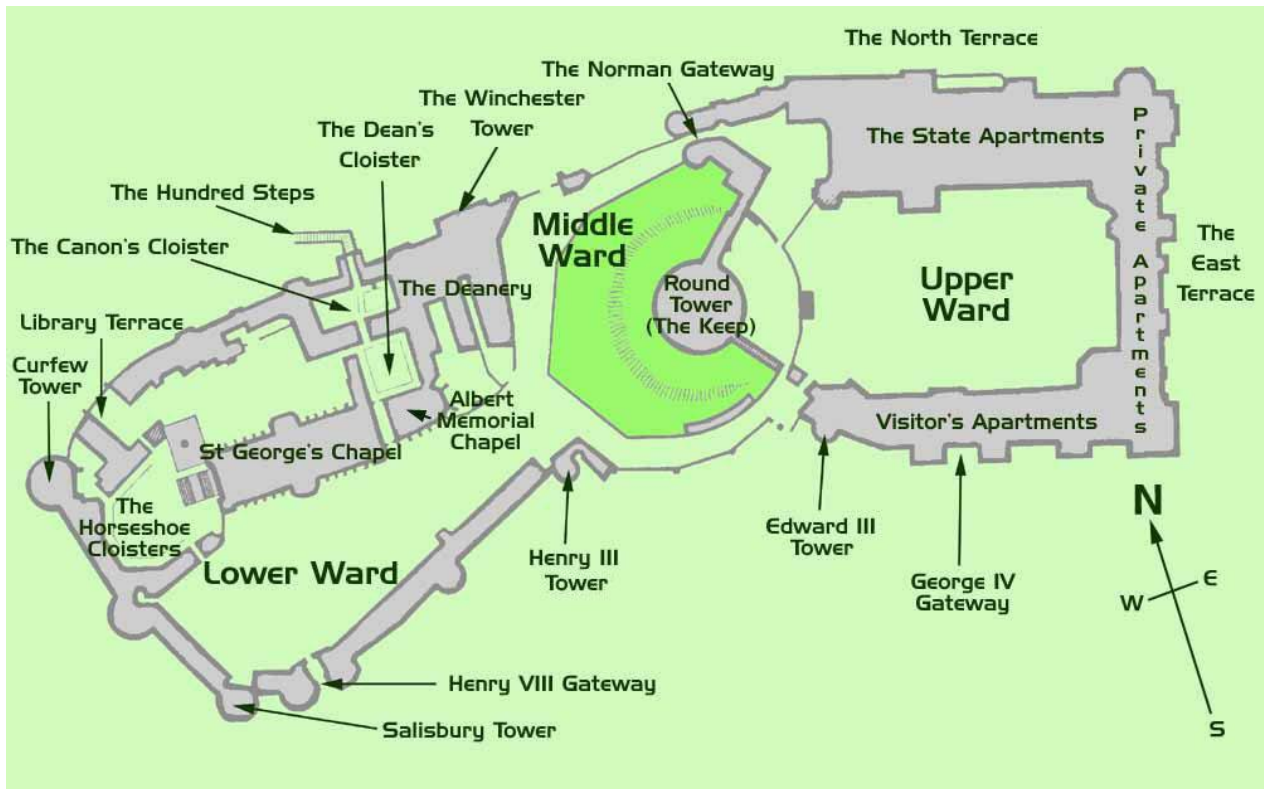 The North Terrace
The Norman Gateway
The Winchester
Tower
The Dean's
Cloister
The State Apartments
Private Apartments
The Hundred Steps
The Canon's Cloister
Middle
Ward
The
East
Terrace
The Deanery
Round
Tower
(The Keep)
Upper
Ward
Library Terrace
Curfew
Tower
Albert
Memorial
Chapel
Visitor's Apartments
St George's Chapel
The
Horseshoe
Cloisters
N
Edward III
Tower
Henry III
Tower
Lower Ward
George IV
Gateway
E
W
Henry VIII Gateway
Salisbury Tower
S